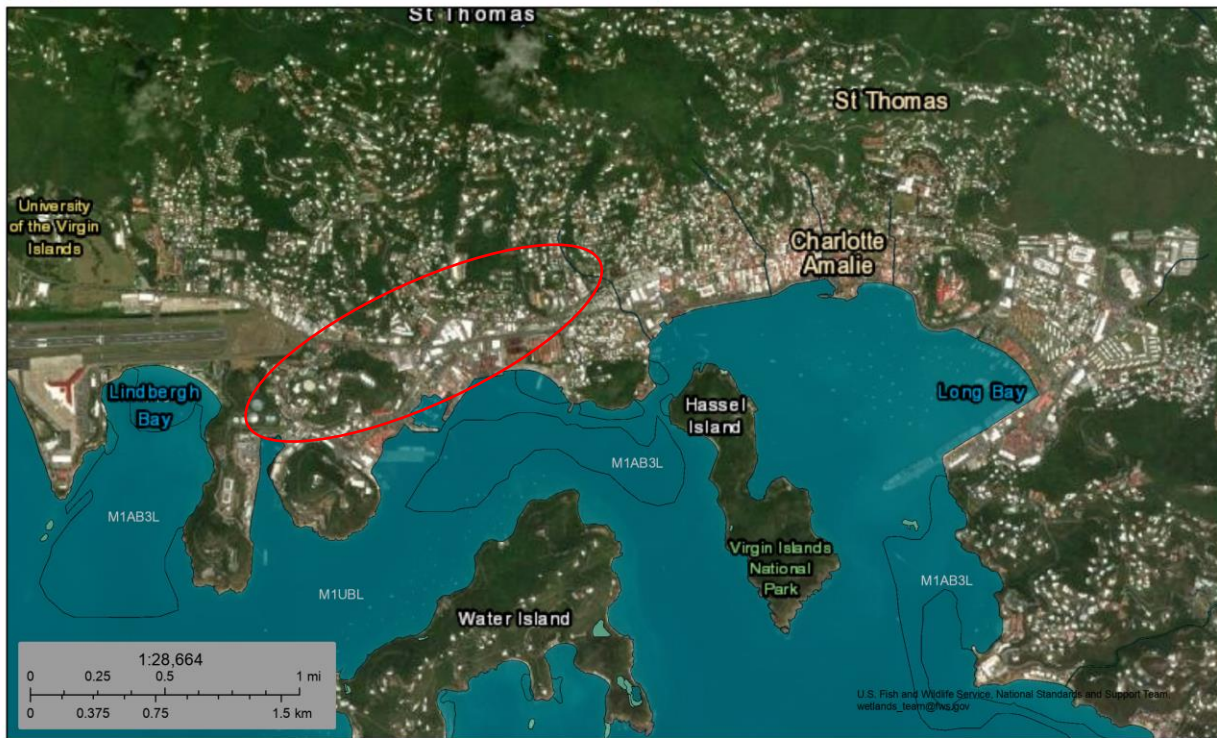 St Thomas
St Thomas
University
of the Virgin
Islands
Charlotte
Amalie
Lindbergh
Bay
Hassel
Island
Long Bay
M1AB3L
M1AB3L
Virgin Islands
National
Park
M1AB3L
M1UBL
Water Island
1:28,664
0 0.25 0.5 1 mi
0 0.375 0.75 1.5 km
U.S. Fish and Wildlife Service, National Standards and Support Team,
wetlands_team@fws.gov